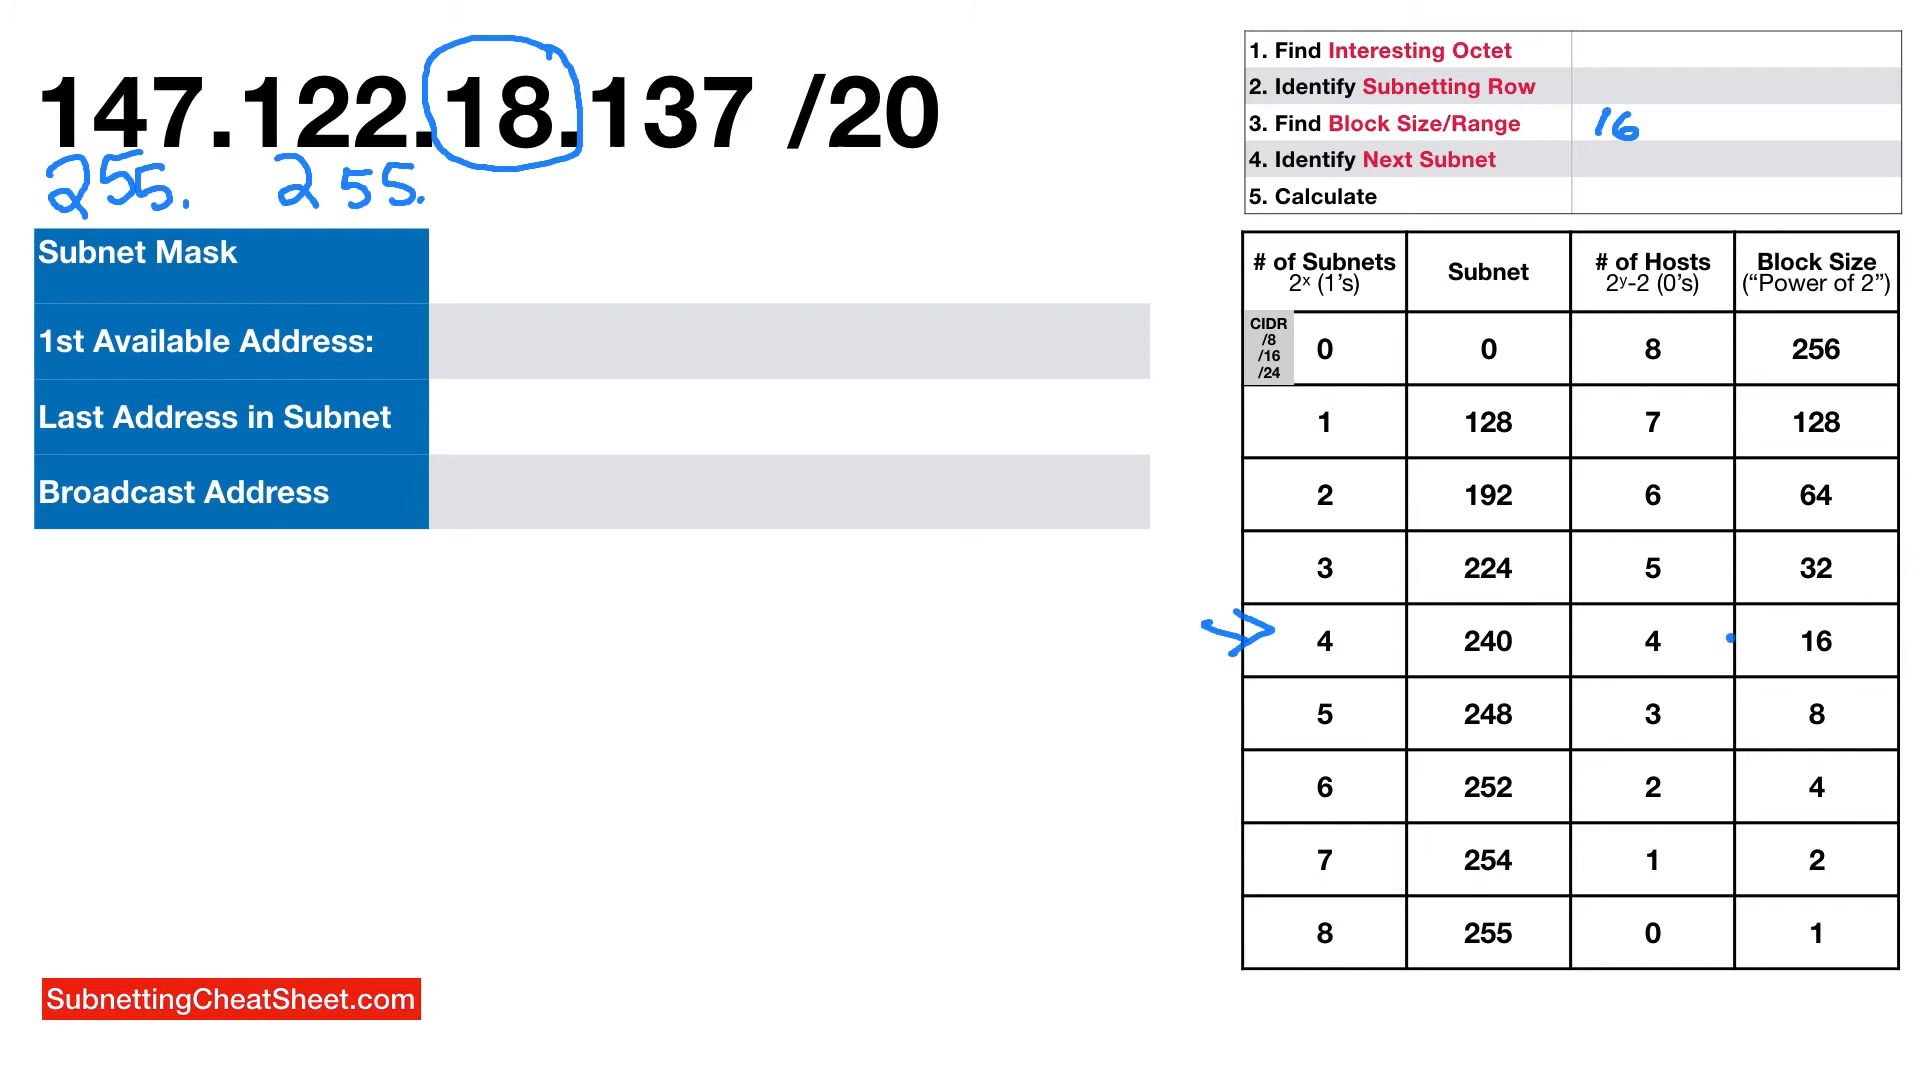 147.122.18.137 /20
255. 255.
Subnet Mask
1st Available Address:
Last Address in Subnet
Broadcast Address
1. Find Interesting Octet
2. Identify Subnetting Row
3. Find Block Size/Range 16
4. Identify Next Subnet
5. Calculate
# of Subnets 2ˣ (1's) Subnet # of Hosts 2ʸ-2 (0's) Block Size ("Power of 2")
CIDR /8 /16 /24 0 0 8 256
1 128 7 128
2 192 6 64
3 224 5 32
4 240 4 16
5 248 3 8
6 252 2 4
7 254 1 2
8 255 0 1
SubnettingCheatSheet.com